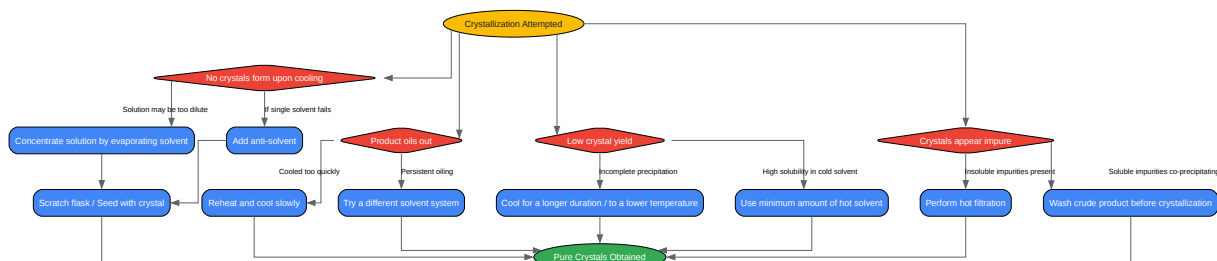 Crystallization Attempted
No crystals form upon cooling
Solution may be too dilute
If single solvent fails
Concentrate solution by evaporating solvent
Add anti-solvent
Product oils out
Low crystal yield
Crystals appear impure
Cooled too quickly
Persistent oiling
Incomplete precipitation
High solubility in cold solvent
Insoluble impurities present
Soluble impurities co-precipitating
Scratch flask / Seed with crystal
Reheat and cool slowly
Try a different solvent system
Cool for a longer duration / to a lower temperature
Use minimum amount of hot solvent
Perform hot filtration
Wash crude product before crystallization
Pure Crystals Obtained